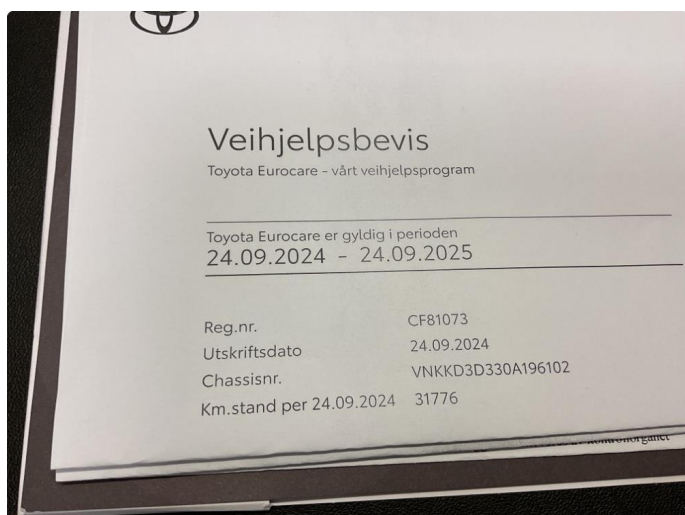 Veihjelpsbevis
Toyota Eurocare - vårt veihjelpsprogram
Toyota Eurocare er gyldig i perioden
24.09.2024 - 24.09.2025
Reg.nr. CF81073
Utskriftsdato 24.09.2024
Chassisnr. VNKKD3D330A196102
Km.stand per 24.09.2024 31776